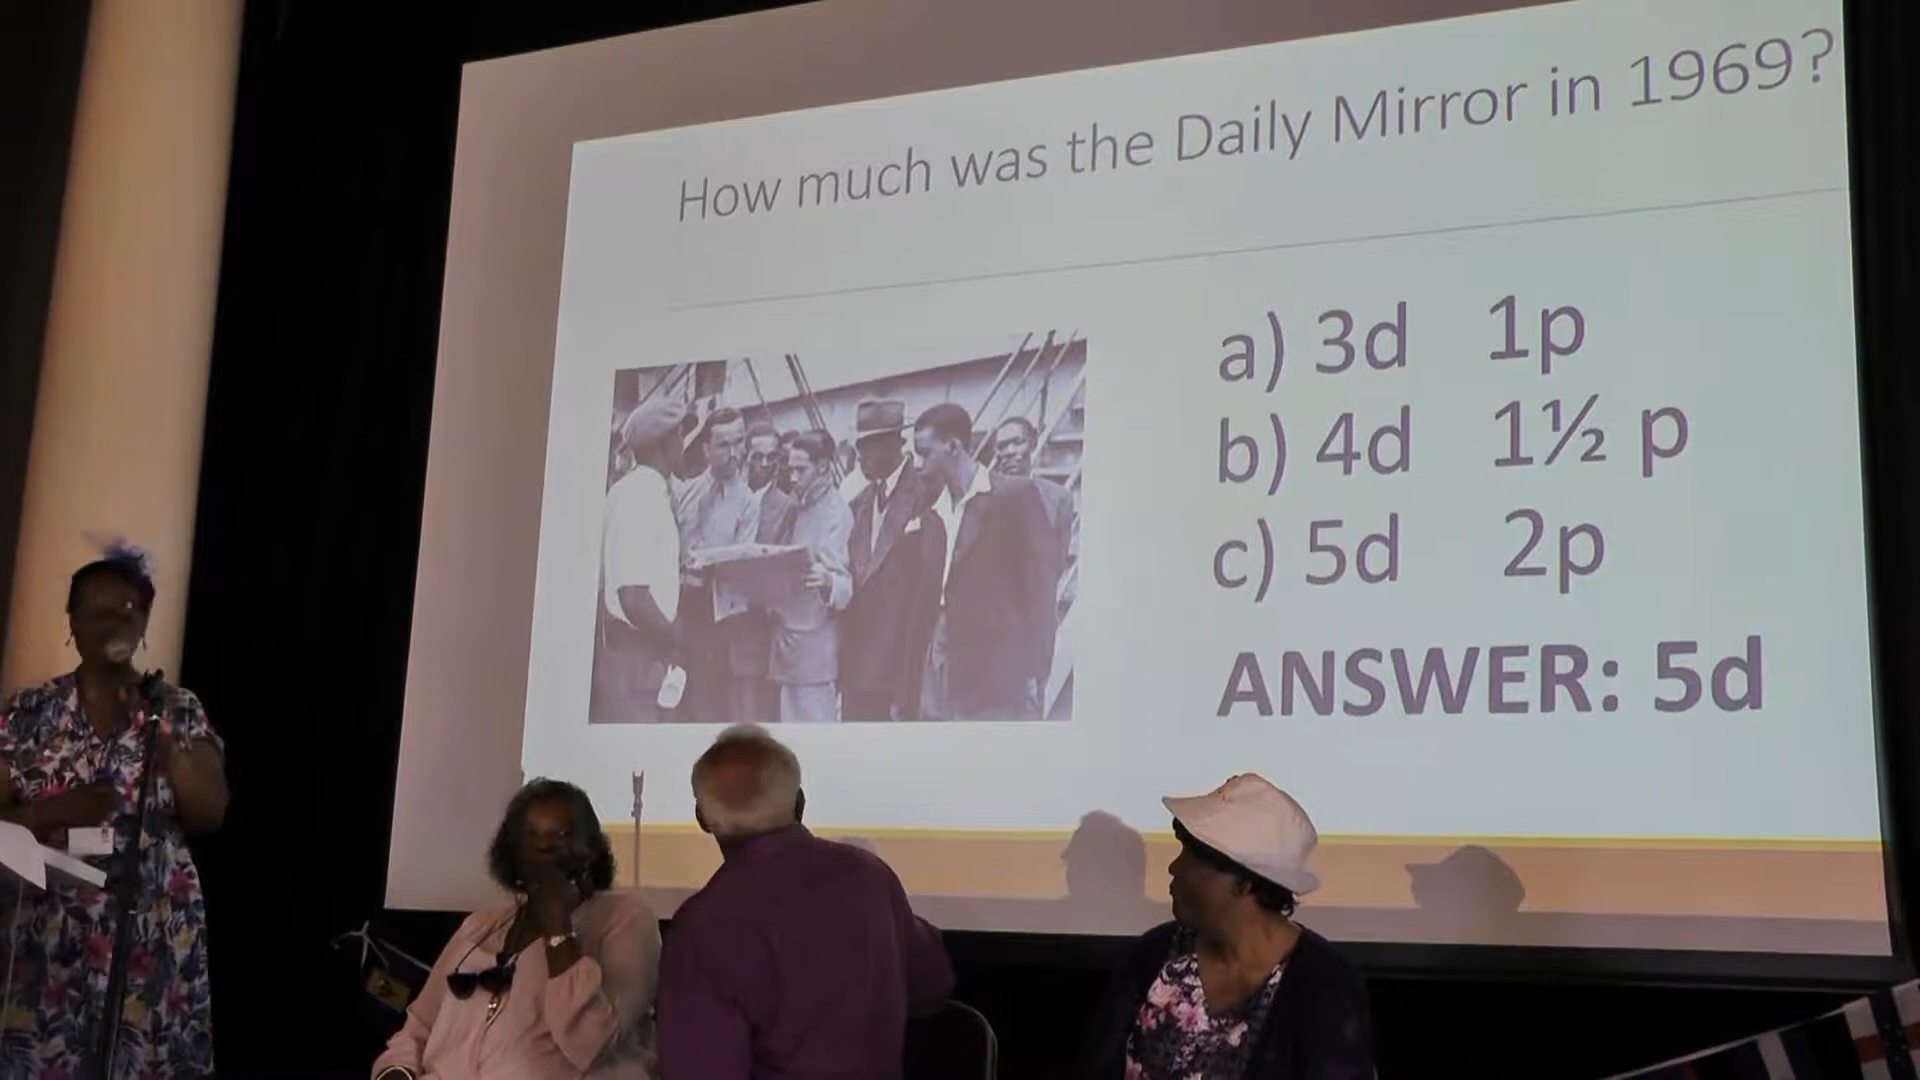 How much was the Daily Mirror in 1969?
a) 3d 1p
b) 4d 1½ p
c) 5d 2p
ANSWER: 5d